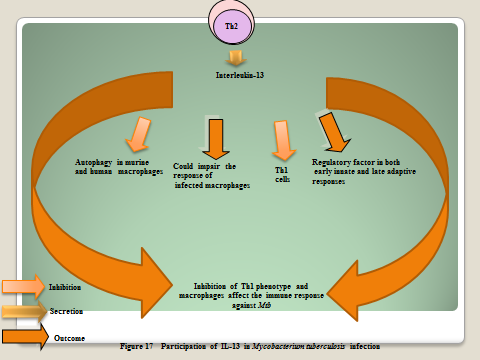 Th2
Interleukin-13
Autophagy in murine
and human macrophages
Could impair the
response of
infected macrophages
Th1
cells
Regulatory factor in both
early innate and late adaptive
responses
Inhibition of Th1 phenotype and
macrophages affect the immune response
against Mtb
Inhibition
Secretion
Outcome
Figure 17 Participation of IL-13 in Mycobacterium tuberculosis infection